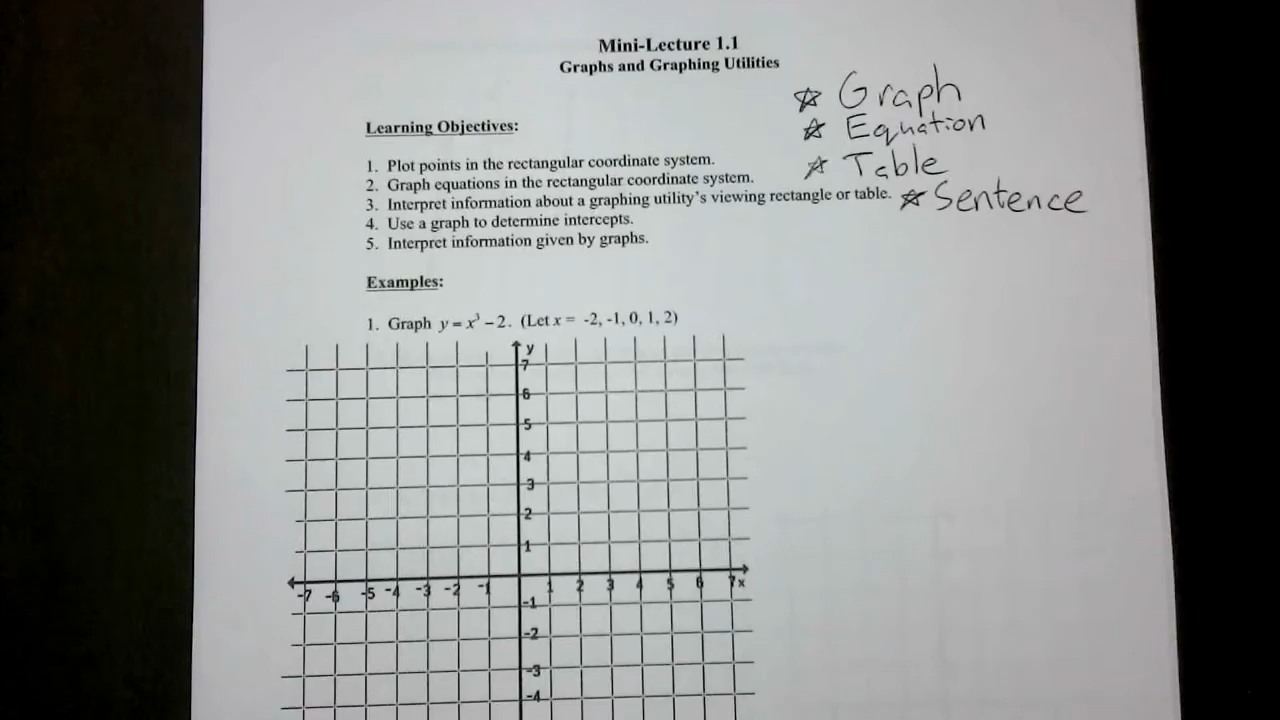 Mini-Lecture 1.1
Graphs and Graphing Utilities
☆ Graph
☆ Equation
☆ Table
☆ Sentence
Learning Objectives:
1. Plot points in the rectangular coordinate system.
2. Graph equations in the rectangular coordinate system.
3. Interpret information about a graphing utility's viewing rectangle or table.
4. Use a graph to determine intercepts.
5. Interpret information given by graphs.
Examples:
1. Graph y = x³ – 2. (Let x = -2, -1, 0, 1, 2)
y
7
6
5
4
3
2
1
-7 -6 -5 -4 -3 -2 -1 1 2 3 4 5 6 7 x
-1
-2
-3
-4